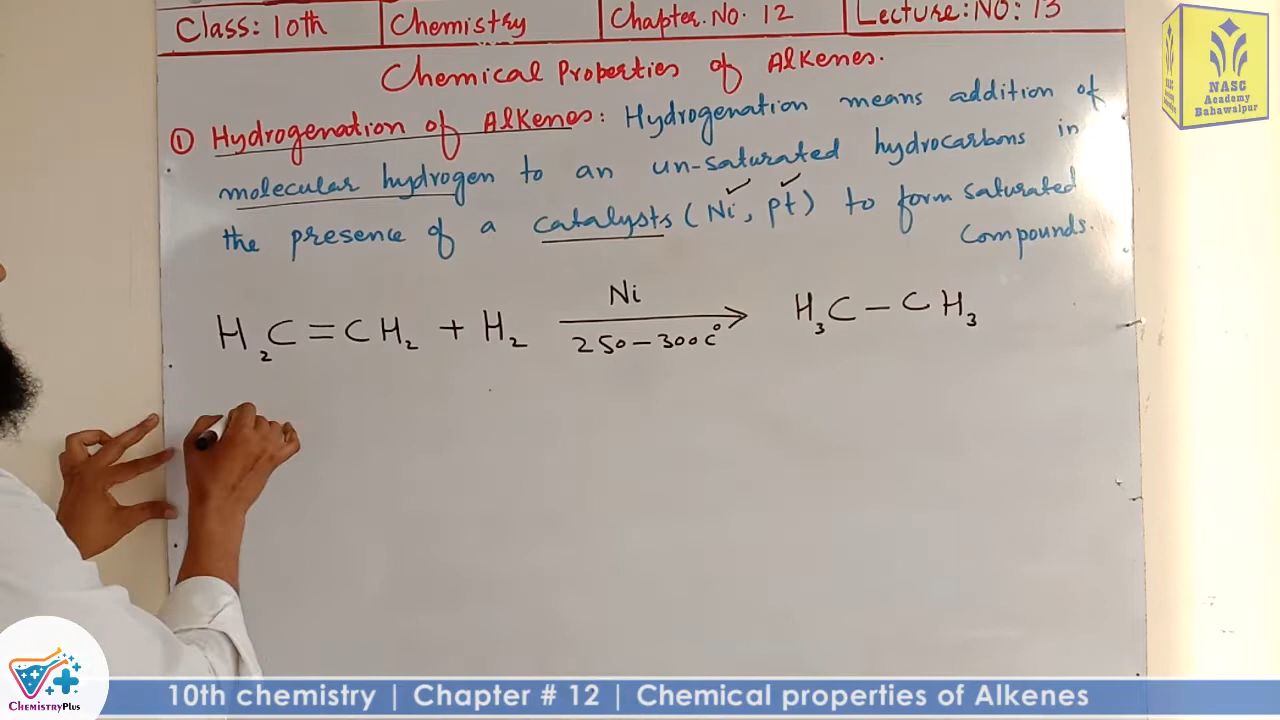 Class: 10th Chemistry Chapter.No. 12 Lecture: NO: 13
Chemical Properties of Alkenes.
① Hydrogenation of Alkenes: Hydrogenation means addition of
molecular hydrogen to an un-saturated hydrocarbons in
the presence of a catalysts (Ni, pt) to form saturated
compounds.
H₂C=CH₂ + H₂ Ni 250-300C° → H₃C-CH₃
NASC
Academy
Bahawalpur
ChemistryPlus
10th chemistry | Chapter # 12 | Chemical properties of Alkenes